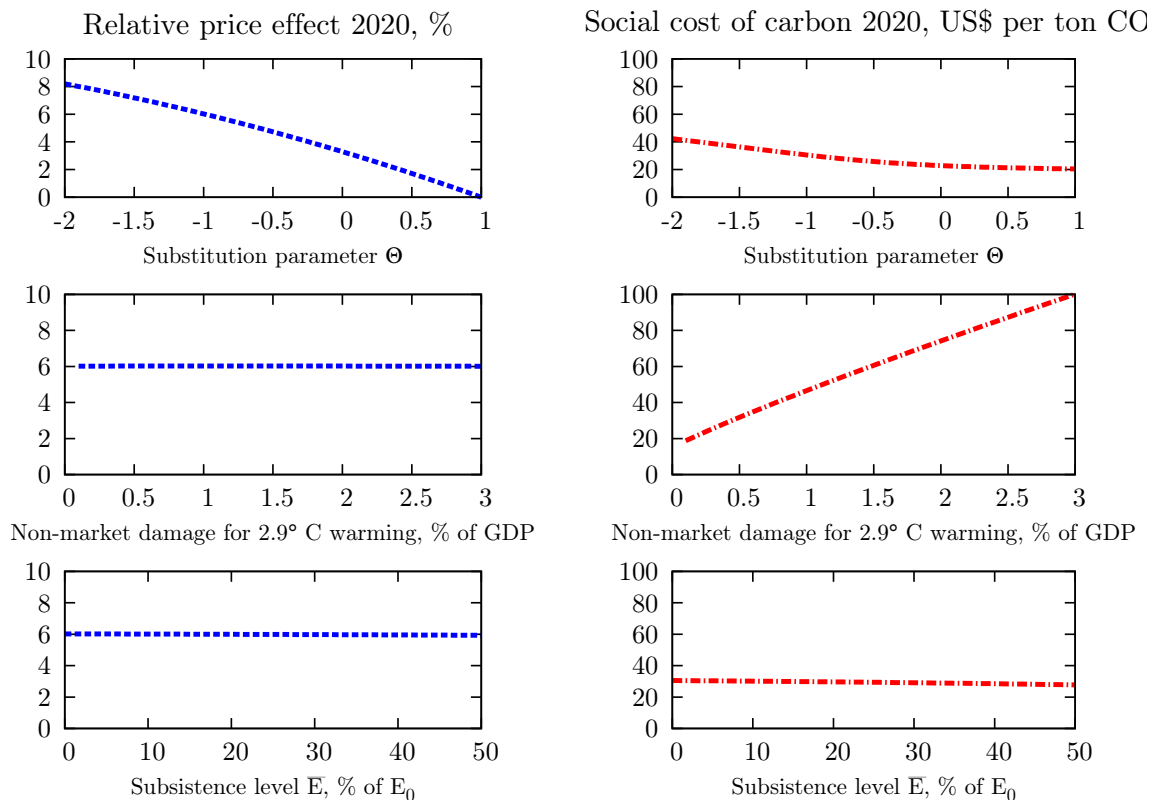 Relative price effect 2020, %
Social cost of carbon 2020, US$ per ton CO
10
8
6
4
2
0
-2 -1.5 -1 -0.5 0 0.5 1
Substitution parameter Θ
100
80
60
40
20
0
-2 -1.5 -1 -0.5 0 0.5 1
Substitution parameter Θ
10
8
6
4
2
0
0 0.5 1 1.5 2 2.5 3
Non-market damage for 2.9° C warming, % of GDP
100
80
60
40
20
0
0 0.5 1 1.5 2 2.5 3
Non-market damage for 2.9° C warming, % of GDP
10
8
6
4
2
0
0 10 20 30 40 50
Subsistence level E̅, % of E₀
100
80
60
40
20
0
0 10 20 30 40 50
Subsistence level E̅, % of E₀